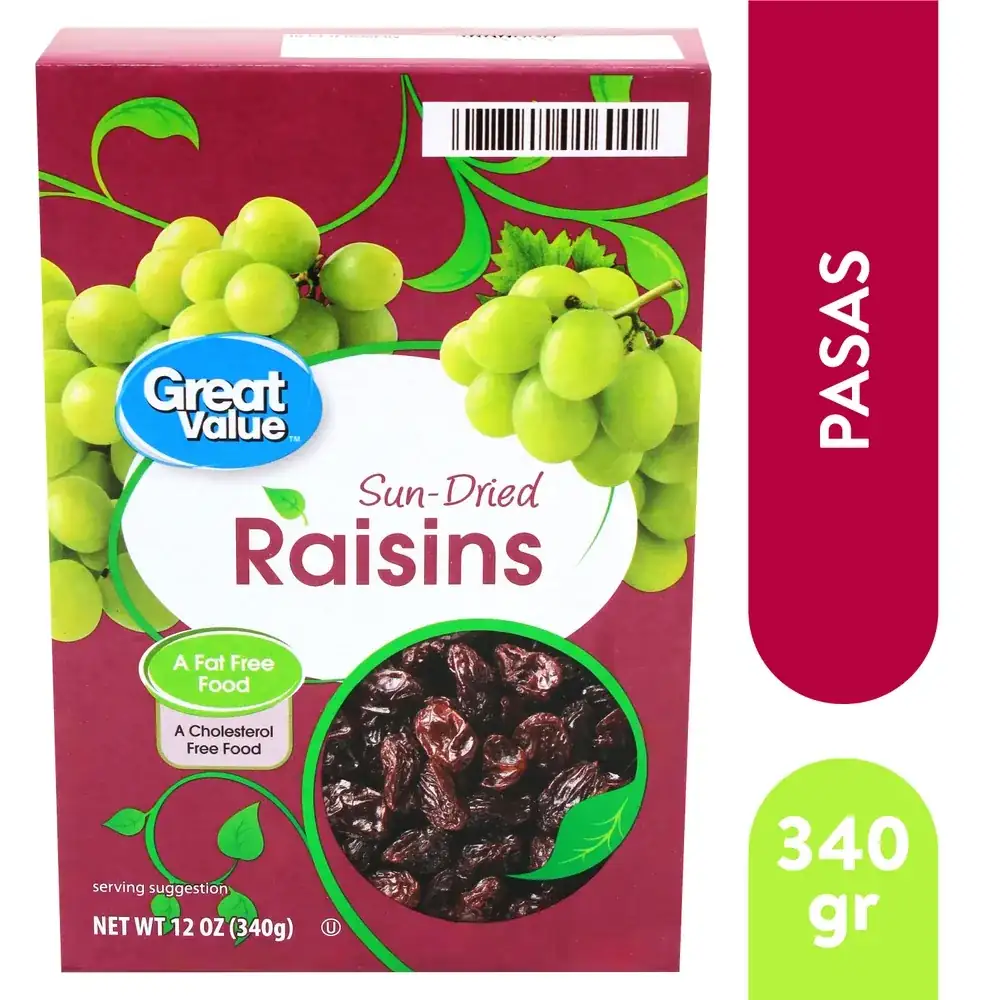 Great
Value™
Sun-Dried
Raisins
A Fat Free
Food
A Cholesterol
Free Food
serving suggestion
NET WT 12 OZ (340g) Ⓤ
PASAS
340
gr